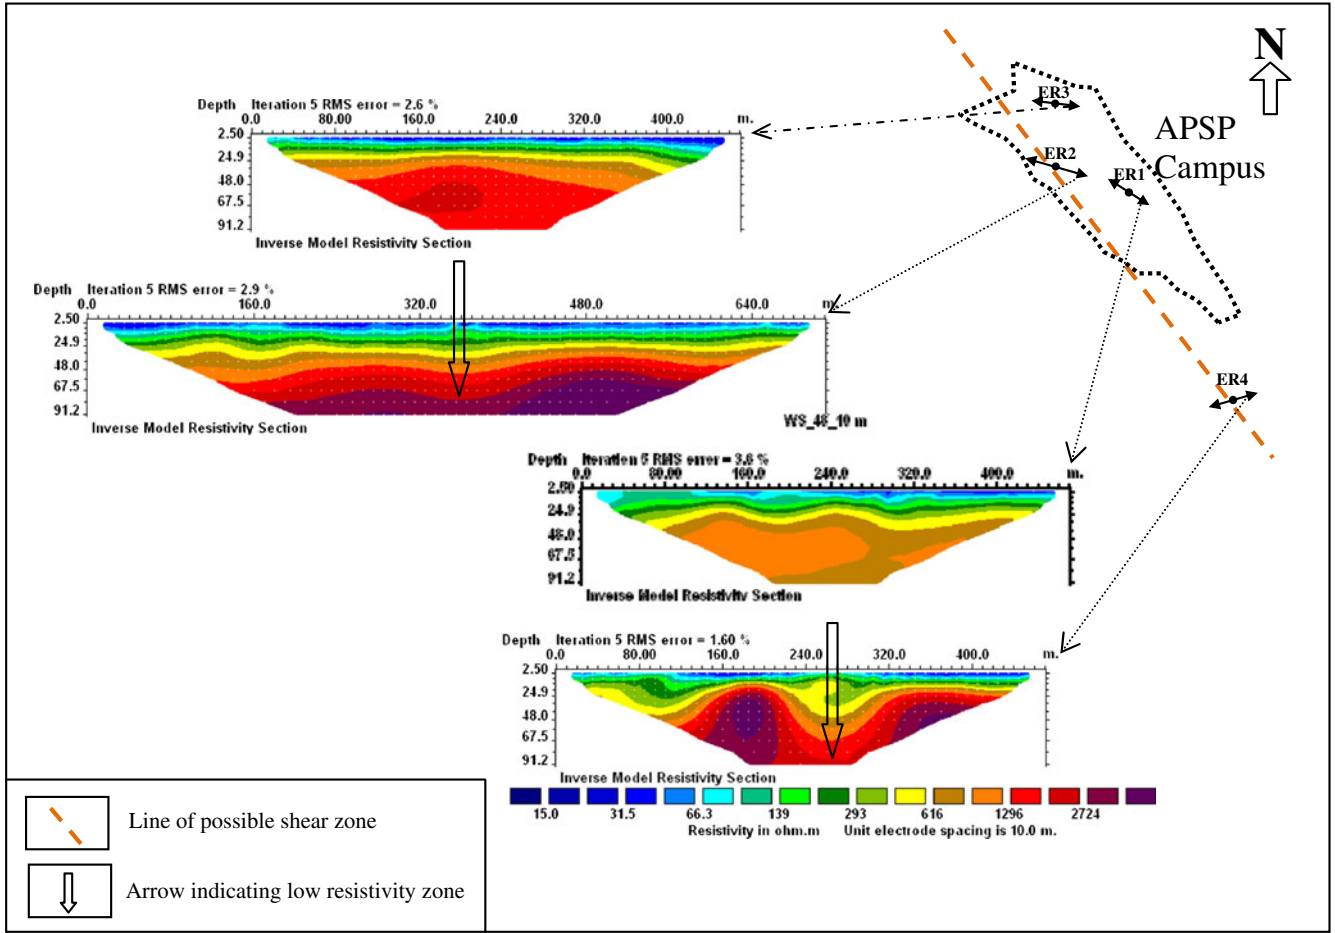 N
ER3
APSP
Campus
ER2
ER1
ER4
Depth Iteration 5 RMS error = 2.6 %
0.0 80.00 160.0 240.0 320.0 400.0 m.
2.50
24.9
48.0
67.5
91.2
Inverse Model Resistivity Section
Depth Iteration 5 RMS error = 2.9 %
0.0 160.0 320.0 480.0 640.0 m.
2.50
24.9
48.0
67.5
91.2
Inverse Model Resistivity Section
WS_48_10 m
Depth Iteration 5 RMS error = 3.6 %
0.0 80.00 160.0 240.0 320.0 400.0 m.
2.50
24.9
48.0
67.5
91.2
Inverse Model Resistivity Section
Depth Iteration 5 RMS error = 1.60 %
0.0 80.00 160.0 240.0 320.0 400.0 m.
2.50
24.9
48.0
67.5
91.2
Inverse Model Resistivity Section
15.0 31.5 66.3 139 293 616 1296 2724
Resistivity in ohm.m Unit electrode spacing is 10.0 m.
Line of possible shear zone
Arrow indicating low resistivity zone